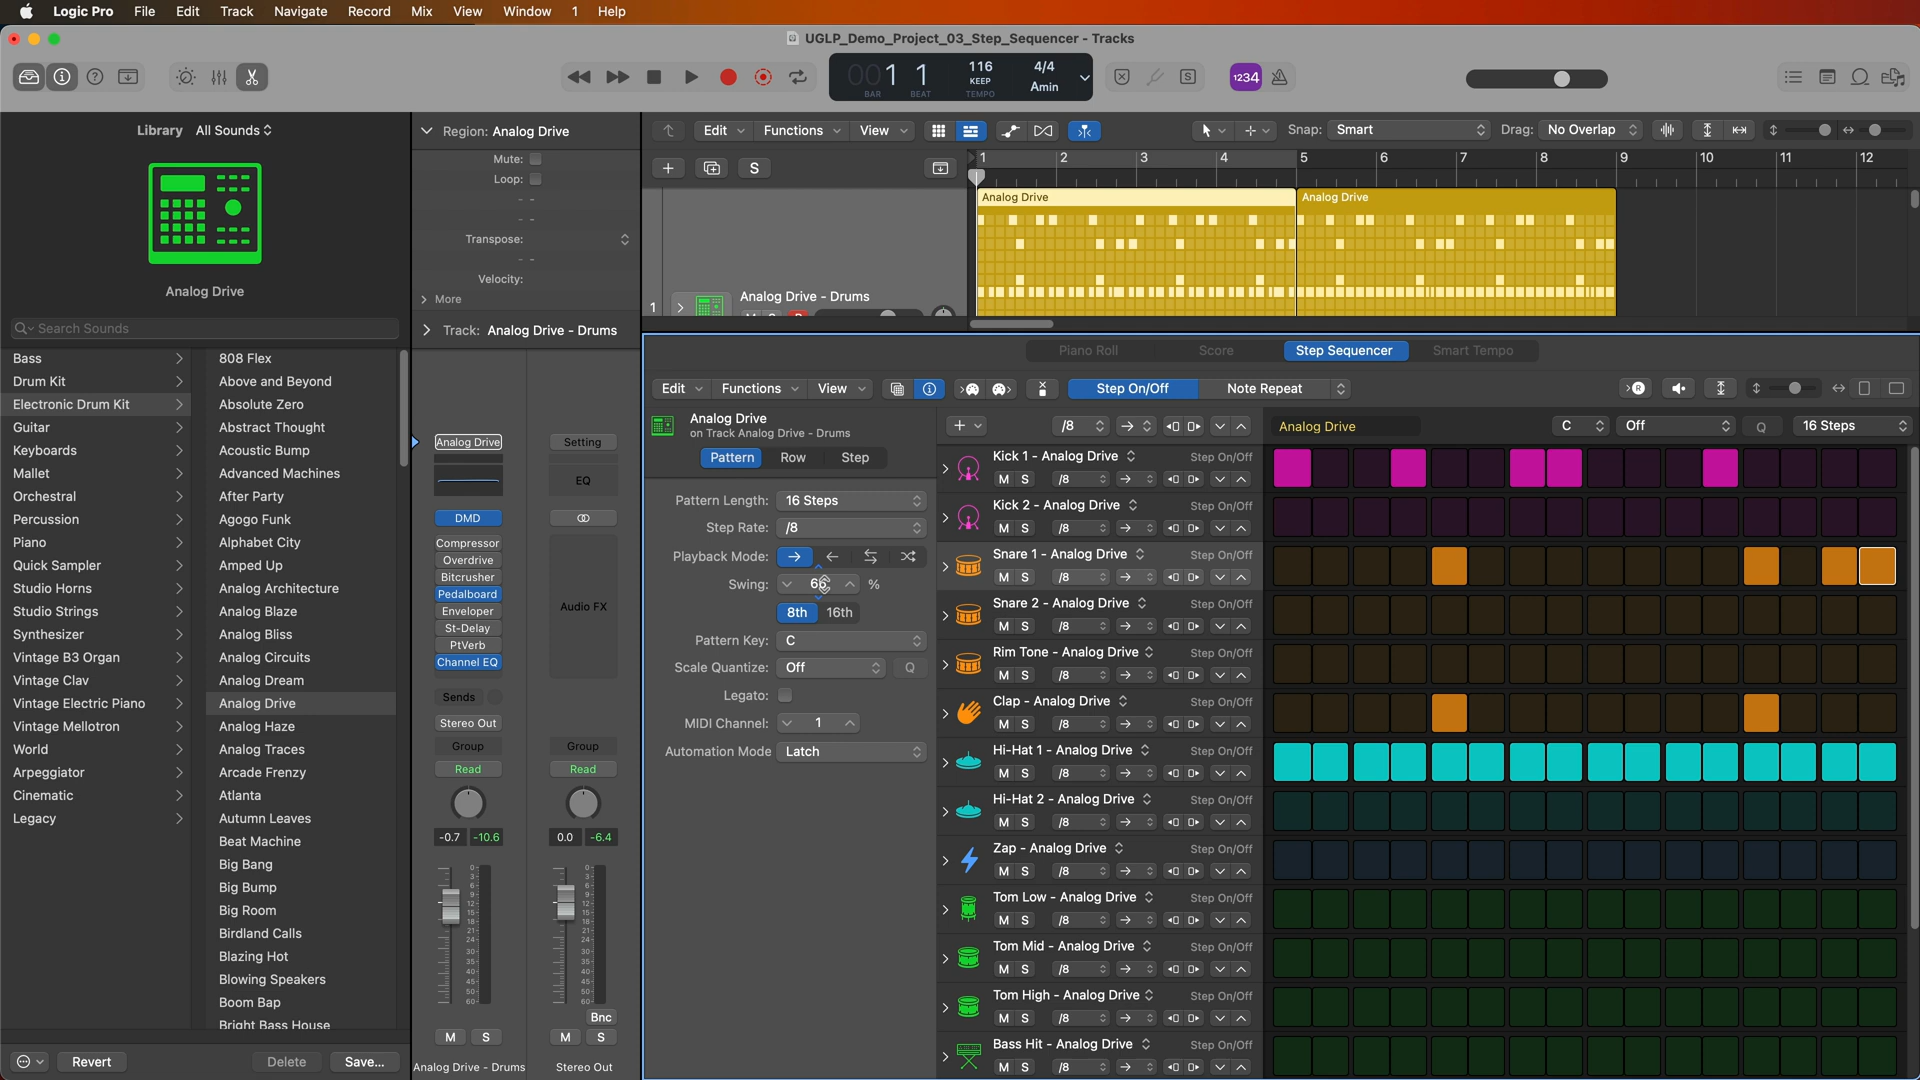 Logic Pro File Edit Track Navigate Record Mix View Window 1 Help
UGLP_Demo_Project_03_Step_Sequencer - Tracks
001 1 116 4/4
KEEP Amin
BAR BEAT TEMPO
1234
Library All Sounds
Analog Drive
Search Sounds
Bass
Drum Kit
Electronic Drum Kit
Guitar
Keyboards
Mallet
Orchestral
Percussion
Piano
Quick Sampler
Studio Horns
Studio Strings
Synthesizer
Vintage B3 Organ
Vintage Clav
Vintage Electric Piano
Vintage Mellotron
World
Arpeggiator
Cinematic
Legacy
808 Flex
Above and Beyond
Absolute Zero
Abstract Thought
Acoustic Bump
Advanced Machines
After Party
Agogo Funk
Alphabet City
Amped Up
Analog Architecture
Analog Blaze
Analog Bliss
Analog Circuits
Analog Dream
Analog Drive
Analog Haze
Analog Traces
Arcade Frenzy
Atlanta
Autumn Leaves
Beat Machine
Big Bang
Big Bump
Big Room
Birdland Calls
Blazing Hot
Blowing Speakers
Boom Bap
Bright Bass House
Revert Delete Save...
Region: Analog Drive
Mute:
Loop:
Transpose:
Velocity:
More
Track: Analog Drive - Drums
Analog Drive Setting
EQ
DMD
Compressor
Overdrive
Bitcrusher
Pedalboard
Enveloper
St-Delay
PtVerb
Channel EQ
Audio FX
Sends
Stereo Out
Group Group
Read Read
-0.7 -10.6 0.0 -6.4
Bnc
M S M S
Analog Drive - Drums Stereo Out
Edit Functions View Snap: Smart Drag: No Overlap
S
1 2 3 4 5 6 7 8 9 10 11 12
Analog Drive Analog Drive
1 Analog Drive - Drums
Piano Roll Score Step Sequencer Smart Tempo
Edit Functions View Step On/Off Note Repeat
Analog Drive
on Track Analog Drive - Drums
Pattern Row Step
Pattern Length: 16 Steps
Step Rate: /8
Playback Mode:
Swing: %
8th 16th
Pattern Key: C
Scale Quantize: Off Q
Legato:
MIDI Channel: 1
Automation Mode Latch
/8 Analog Drive C Off Q 16 Steps
Kick 1 - Analog Drive Step On/Off
M S /8
Kick 2 - Analog Drive Step On/Off
M S /8
Snare 1 - Analog Drive Step On/Off
M S /8
Snare 2 - Analog Drive Step On/Off
M S /8
Rim Tone - Analog Drive Step On/Off
M S /8
Clap - Analog Drive Step On/Off
M S /8
Hi-Hat 1 - Analog Drive Step On/Off
M S /8
Hi-Hat 2 - Analog Drive Step On/Off
M S /8
Zap - Analog Drive Step On/Off
M S /8
Tom Low - Analog Drive Step On/Off
M S /8
Tom Mid - Analog Drive Step On/Off
M S /8
Tom High - Analog Drive Step On/Off
M S /8
Bass Hit - Analog Drive Step On/Off
M S /8